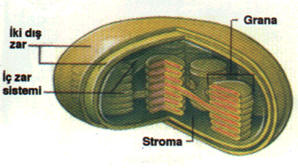 Grana
İki dış
zar
İç zar
sistemi
Stroma